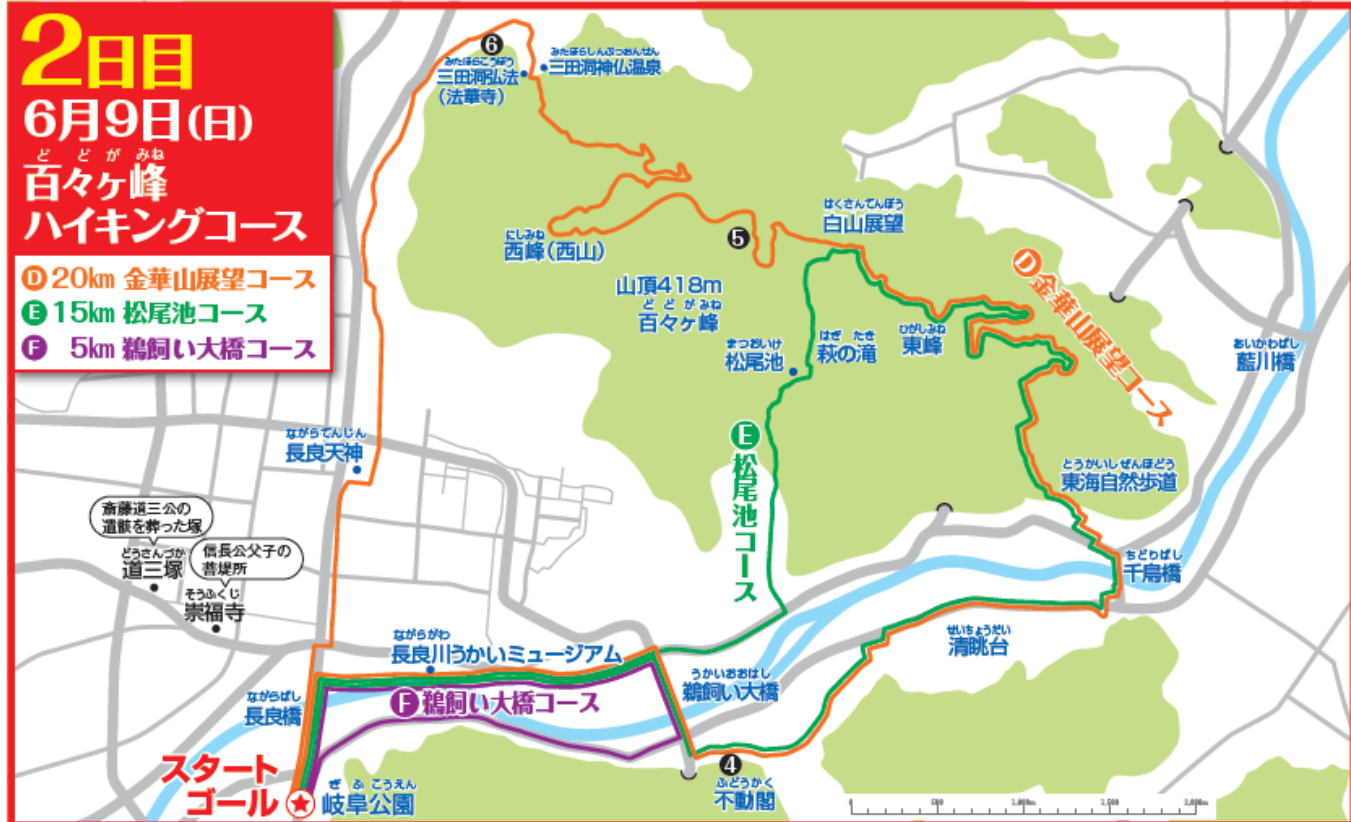 2日目
6月9日(日)
どどがみね
百々ヶ峰
ハイキングコース
D 20km 金華山展望コース
E 15km 松尾池コース
F 5km 鵜飼い大橋コース
6
みたほらこうぼう
三田洞弘法
(法華寺)
みたほらしんぶつおんせん
三田洞神仏温泉
にしみね
西峰(西山)
5
はくさんてんぼう
白山展望
山頂418m
どどがみね
百々ヶ峰
まつおいけ
松尾池
はぎ たき
萩の滝
ひがしみね
東峰
D 金華山展望コース
あいかわばし
藍川橋
ながらてんじん
長良天神
E 松尾池コース
とうかいしぜんほどう
東海自然歩道
斎藤道三公の
遺骸を葬った塚
どうさんづか
道三塚
信長公父子の
菩堤所
そうふくじ
崇福寺
ちどりばし
千鳥橋
せいちょうだい
清眺台
ながらがわ
長良川うかいミュージアム
うかいおおはし
鵜飼い大橋
ながらばし
長良橋
F 鵜飼い大橋コース
スタート
ゴール
ぎふこうえん
岐阜公園
4
ふどうかく
不動閣
0 500 1,000m 1,500 2,000m